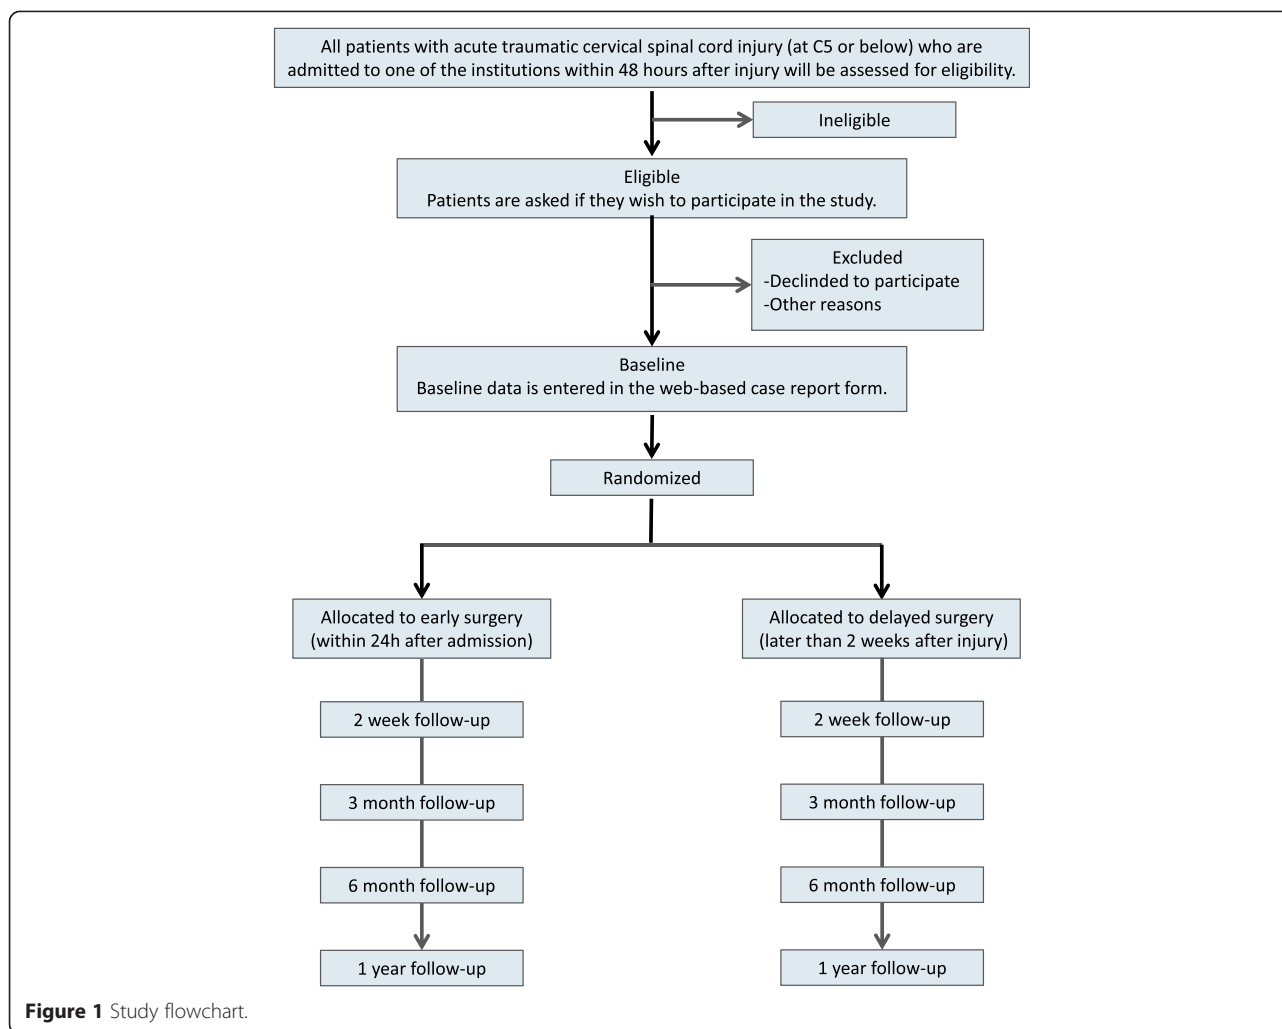 All patients with acute traumatic cervical spinal cord injury (at C5 or below) who are
admitted to one of the institutions within 48 hours after injury will be assessed for eligibility.
Ineligible
Eligible
Patients are asked if they wish to participate in the study.
Excluded
-Declinded to participate
-Other reasons
Baseline
Baseline data is entered in the web-based case report form.
Randomized
Allocated to early surgery
(within 24h after admission)
Allocated to delayed surgery
(later than 2 weeks after injury)
2 week follow-up
2 week follow-up
3 month follow-up
3 month follow-up
6 month follow-up
6 month follow-up
1 year follow-up
1 year follow-up
Figure 1 Study flowchart.